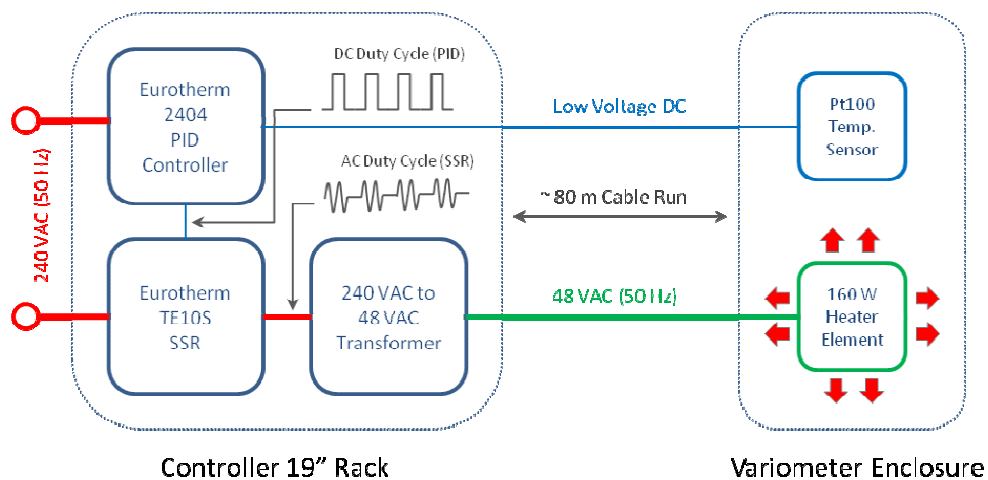 DC Duty Cycle (PID)
Eurotherm
2404
PID
Controller
Low Voltage DC
Pt100
Temp.
Sensor
AC Duty Cycle (SSR)
240 VAC (50 Hz)
~ 80 m Cable Run
Eurotherm
TE10S
SSR
240 VAC to
48 VAC
Transformer
48 VAC (50 Hz)
160 W
Heater
Element
Controller 19” Rack
Variometer Enclosure